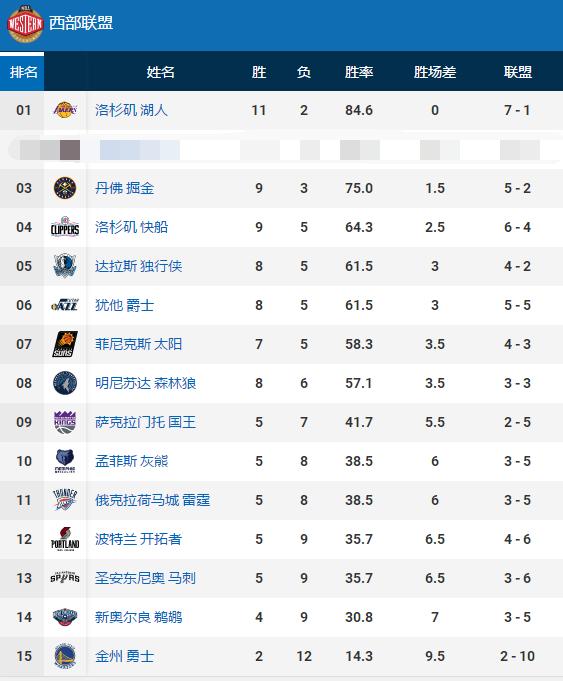 WESTERN 西部联盟
排名 姓名 胜 负 胜率 胜场差 联盟
01 LAKERS 洛杉矶 湖人 11 2 84.6 0 7 - 1
03 丹佛 掘金 9 3 75.0 1.5 5 - 2
04 CLIPPERS 洛杉矶 快船 9 5 64.3 2.5 6 - 4
05 达拉斯 独行侠 8 5 61.5 3 4 - 2
06 JAZZ 犹他 爵士 8 5 61.5 3 5 - 5
07 SUNS 菲尼克斯 太阳 7 5 58.3 3.5 4 - 3
08 明尼苏达 森林狼 8 6 57.1 3.5 3 - 3
09 KINGS 萨克拉门托 国王 5 7 41.7 5.5 2 - 5
10 孟菲斯 灰熊 5 8 38.5 6 3 - 5
11 THUNDER 俄克拉荷马城 雷霆 5 8 38.5 6 3 - 5
12 PORTLAND 波特兰 开拓者 5 9 35.7 6.5 4 - 6
13 SPURS 圣安东尼奥 马刺 5 9 35.7 6.5 3 - 6
14 新奥尔良 鹈鹕 4 9 30.8 7 3 - 5
15 金州 勇士 2 12 14.3 9.5 2 - 10